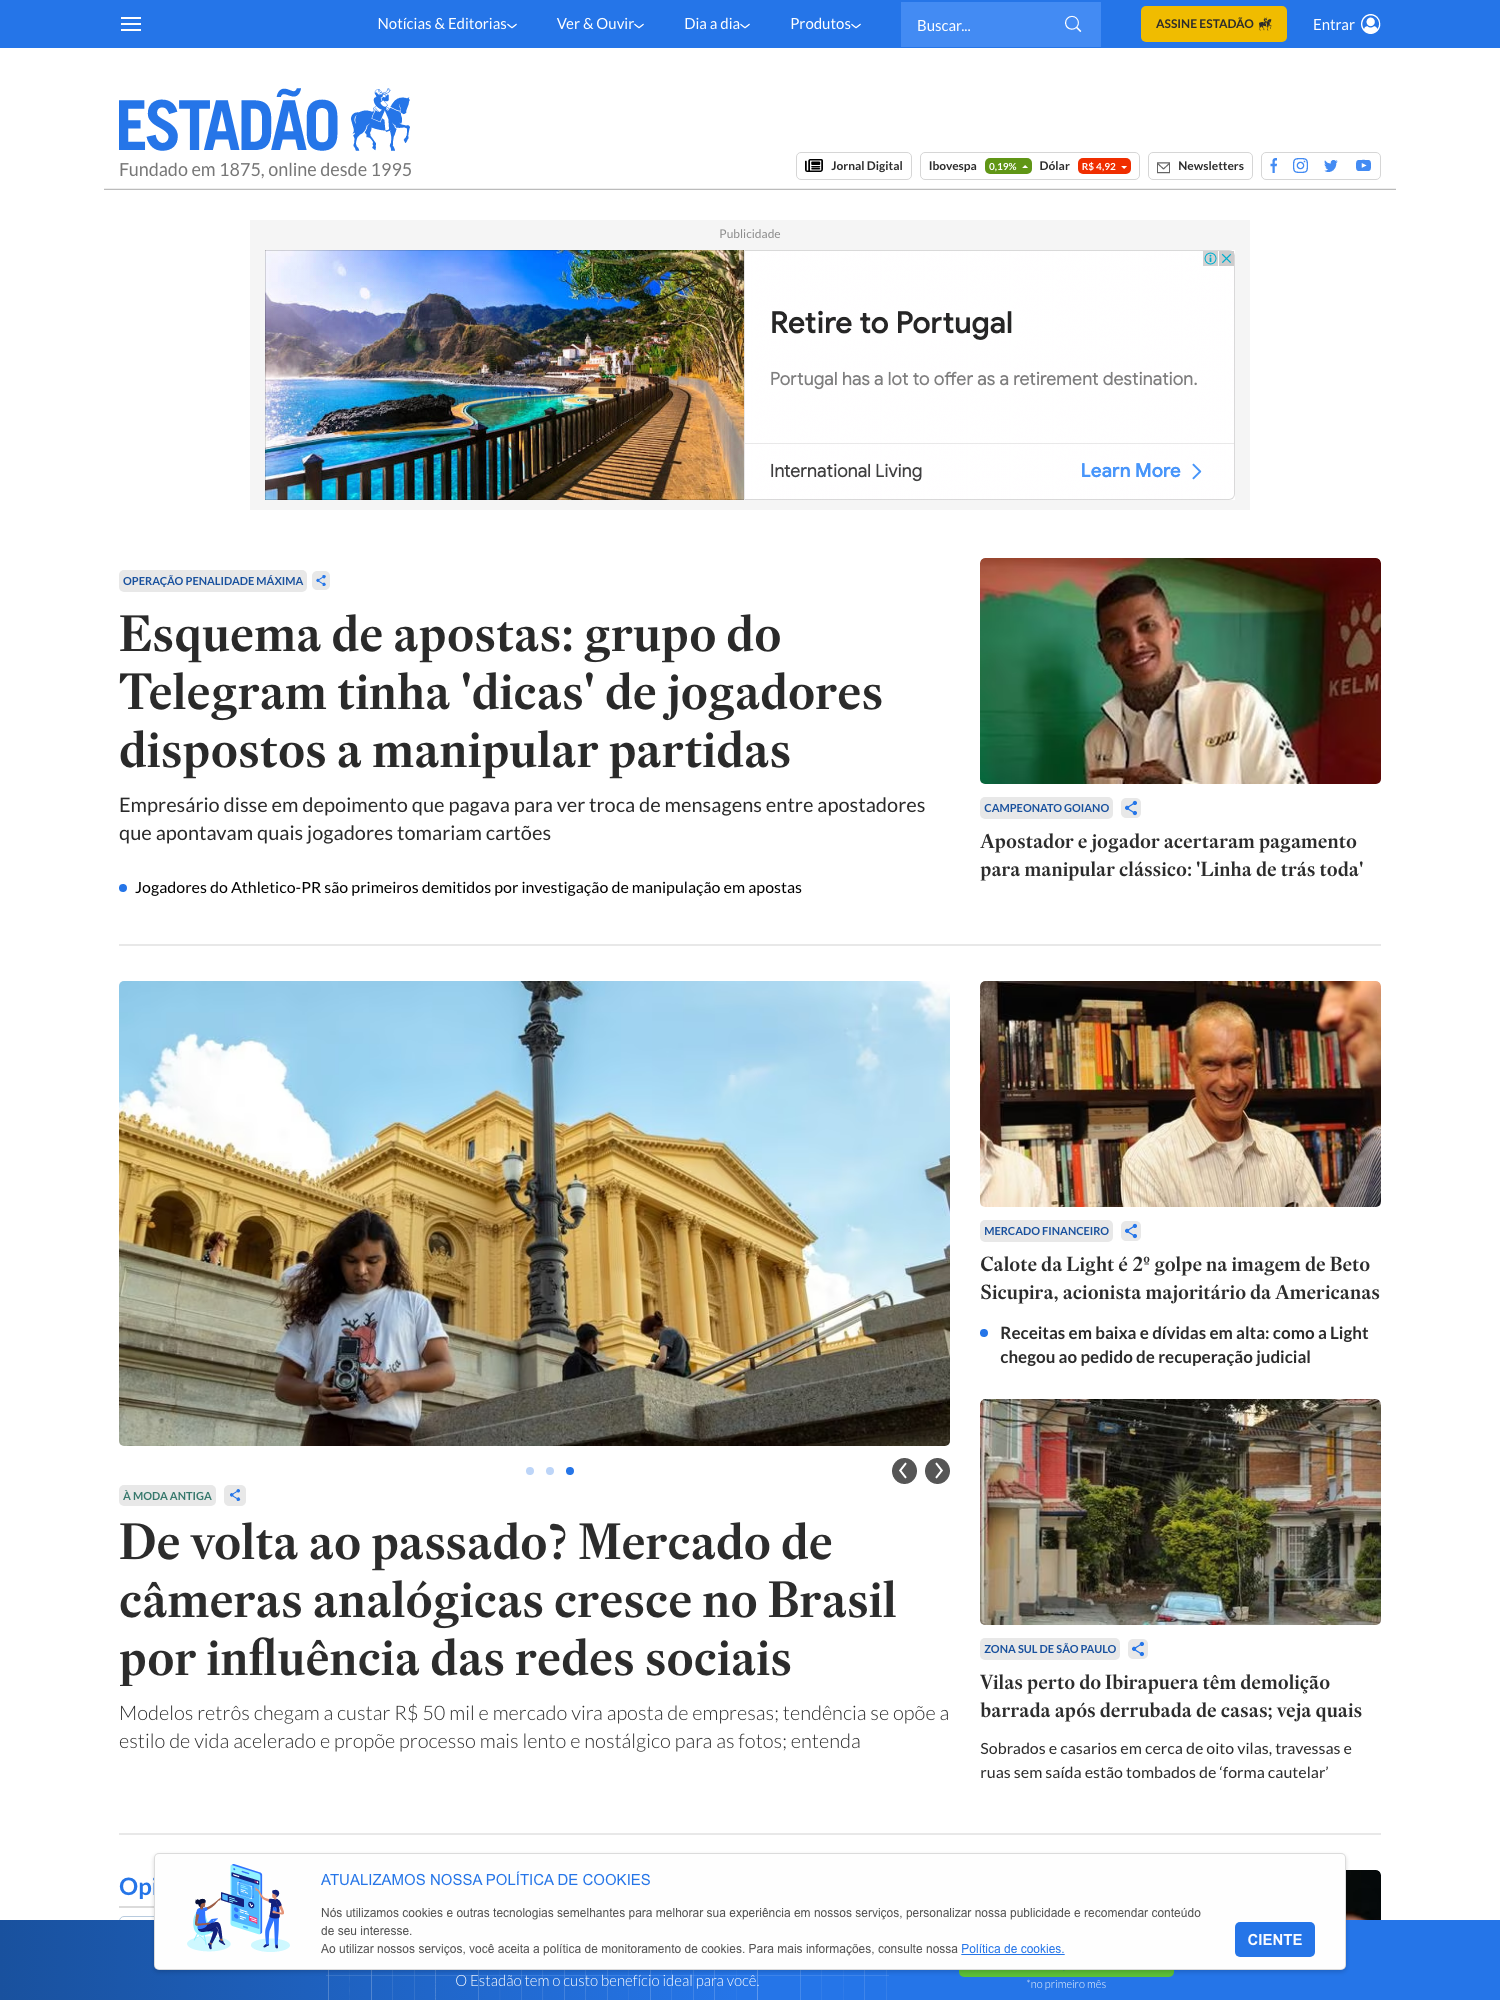 Notícias & Editorias
Ver & Ouvir
Dia a dia
Produtos
Buscar...
ASSINE ESTADÃO
Entrar
ESTADÃO
Fundado em 1875, online desde 1995
Jornal Digital
Ibovespa 0,19% Dólar R$ 4,92
Newsletters
Publicidade
Retire to Portugal
Portugal has a lot to offer as a retirement destination.
International Living
Learn More
OPERAÇÃO PENALIDADE MÁXIMA
Esquema de apostas: grupo do
Telegram tinha 'dicas' de jogadores
dispostos a manipular partidas
Empresário disse em depoimento que pagava para ver troca de mensagens entre apostadores
que apontavam quais jogadores tomariam cartões
Jogadores do Athletico-PR são primeiros demitidos por investigação de manipulação em apostas
KELM
CAMPEONATO GOIANO
Apostador e jogador acertaram pagamento
para manipular clássico: 'Linha de trás toda'
À MODA ANTIGA
De volta ao passado? Mercado de
câmeras analógicas cresce no Brasil
por influência das redes sociais
Modelos retrôs chegam a custar R$ 50 mil e mercado vira aposta de empresas; tendência se opõe a
estilo de vida acelerado e propõe processo mais lento e nostálgico para as fotos; entenda
MERCADO FINANCEIRO
Calote da Light é 2º golpe na imagem de Beto
Sicupira, acionista majoritário da Americanas
Receitas em baixa e dívidas em alta: como a Light
chegou ao pedido de recuperação judicial
ZONA SUL DE SÃO PAULO
Vilas perto do Ibirapuera têm demolição
barrada após derrubada de casas; veja quais
Sobrados e casarios em cerca de oito vilas, travessas e
ruas sem saída estão tombados de ‘forma cautelar’
Opi
ATUALIZAMOS NOSSA POLÍTICA DE COOKIES
Nós utilizamos cookies e outras tecnologias semelhantes para melhorar sua experiência em nossos serviços, personalizar nossa publicidade e recomendar conteúdo
de seu interesse.
Ao utilizar nossos serviços, você aceita a política de monitoramento de cookies. Para mais informações, consulte nossa Política de cookies.
CIENTE
O Estadão tem o custo benefício ideal para você.
*no primeiro mês